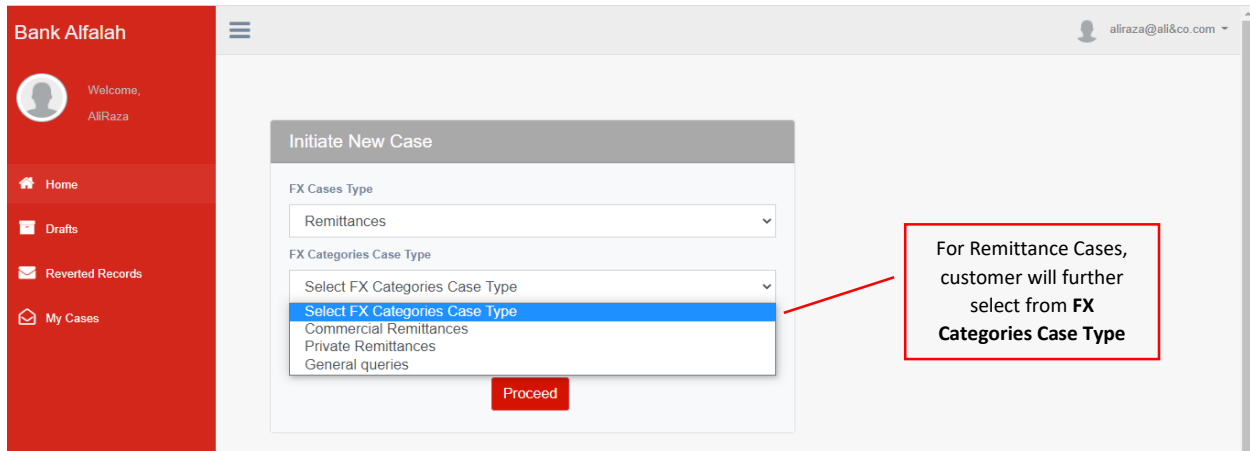 Bank Alfalah
aliraza@ali&co.com
Welcome,
AliRaza
Home
Drafts
Reverted Records
My Cases
Initiate New Case
FX Cases Type
Remittances
FX Categories Case Type
Select FX Categories Case Type
Select FX Categories Case Type
Commercial Remittances
Private Remittances
General queries
Proceed
For Remittance Cases,
customer will further
select from FX
Categories Case Type